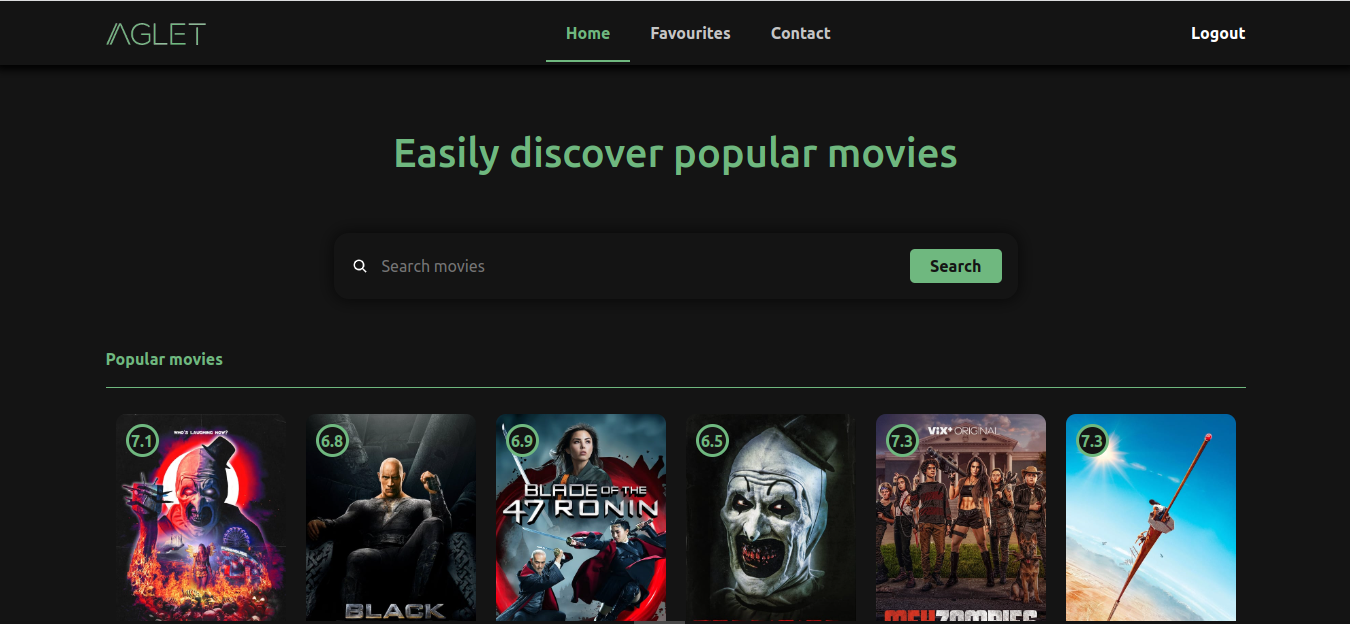 AGLET
Home Favourites Contact Logout
Easily discover popular movies
Search movies Search
Popular movies
7.1 6.8 6.9 6.5 7.3 7.3
WHO'S LAUGHING NOW?
ViX+ ORIGINAL
BLADE OF THE
47 RONIN
BLACK
MEXZOMBIES